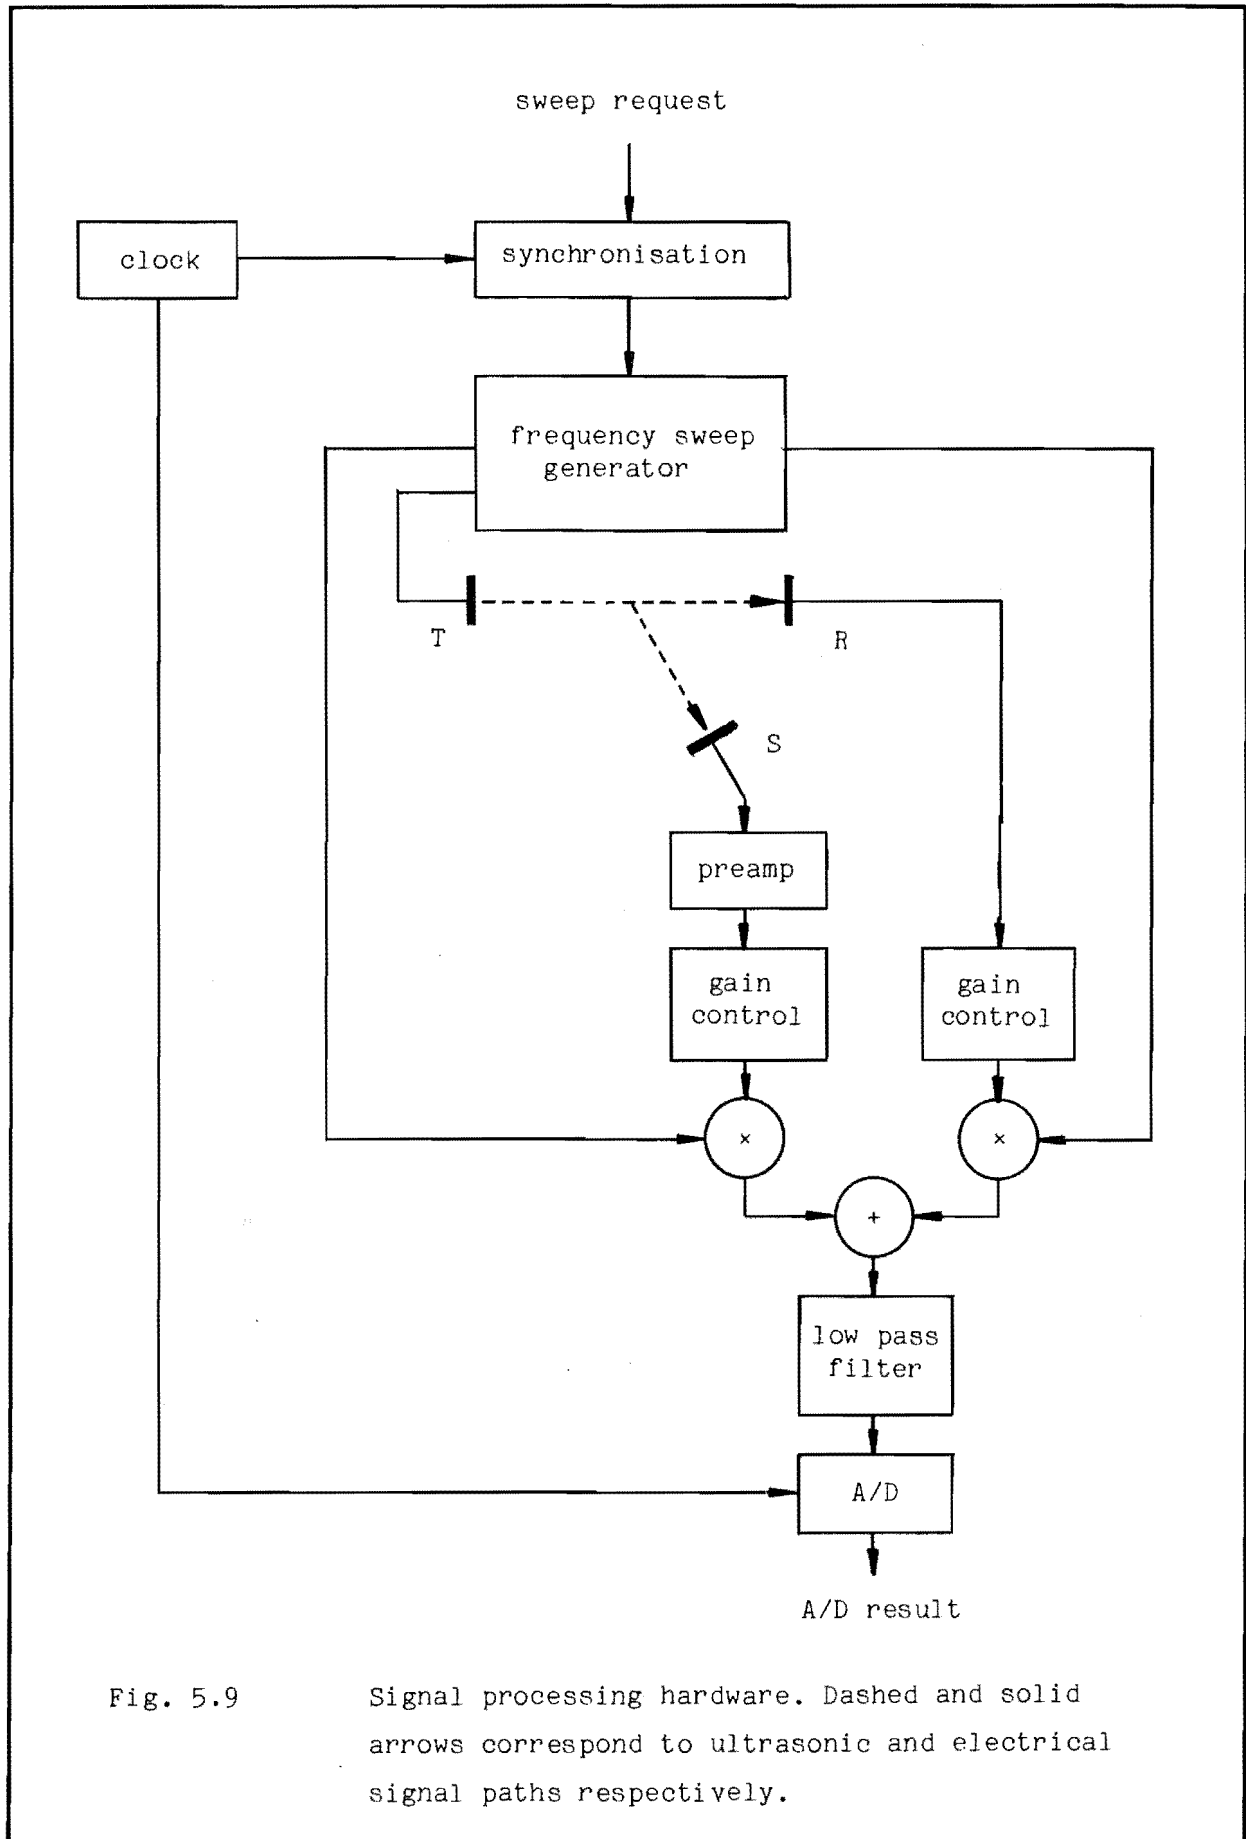 sweep request
clock
synchronisation
frequency sweep
generator
T
R
S
preamp
gain
control
gain
control
×
×
+
low pass
filter
A/D
A/D result
Fig. 5.9
Signal processing hardware. Dashed and solid
arrows correspond to ultrasonic and electrical
signal paths respectively.